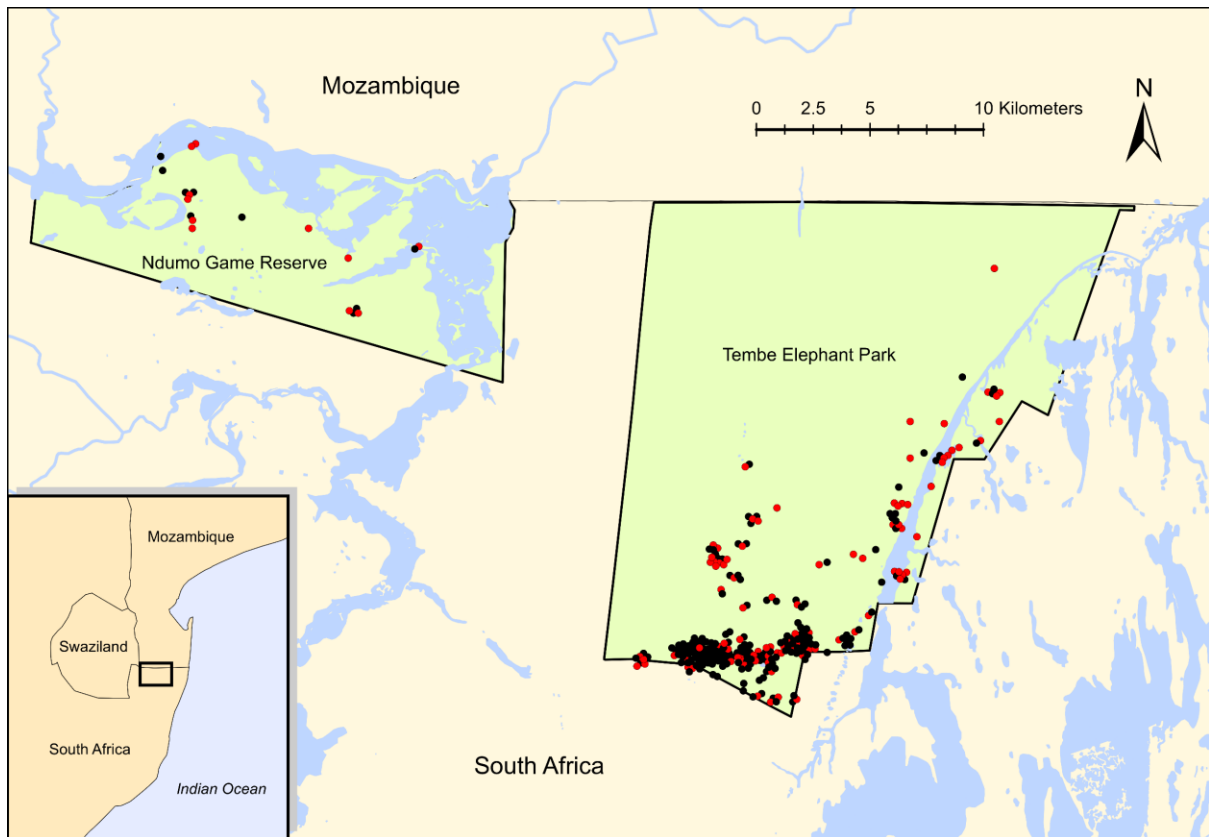 Mozambique
N
0 2.5 5 10 Kilometers
Ndumo Game Reserve
Tembe Elephant Park
South Africa
Mozambique
Swaziland
South Africa
Indian Ocean